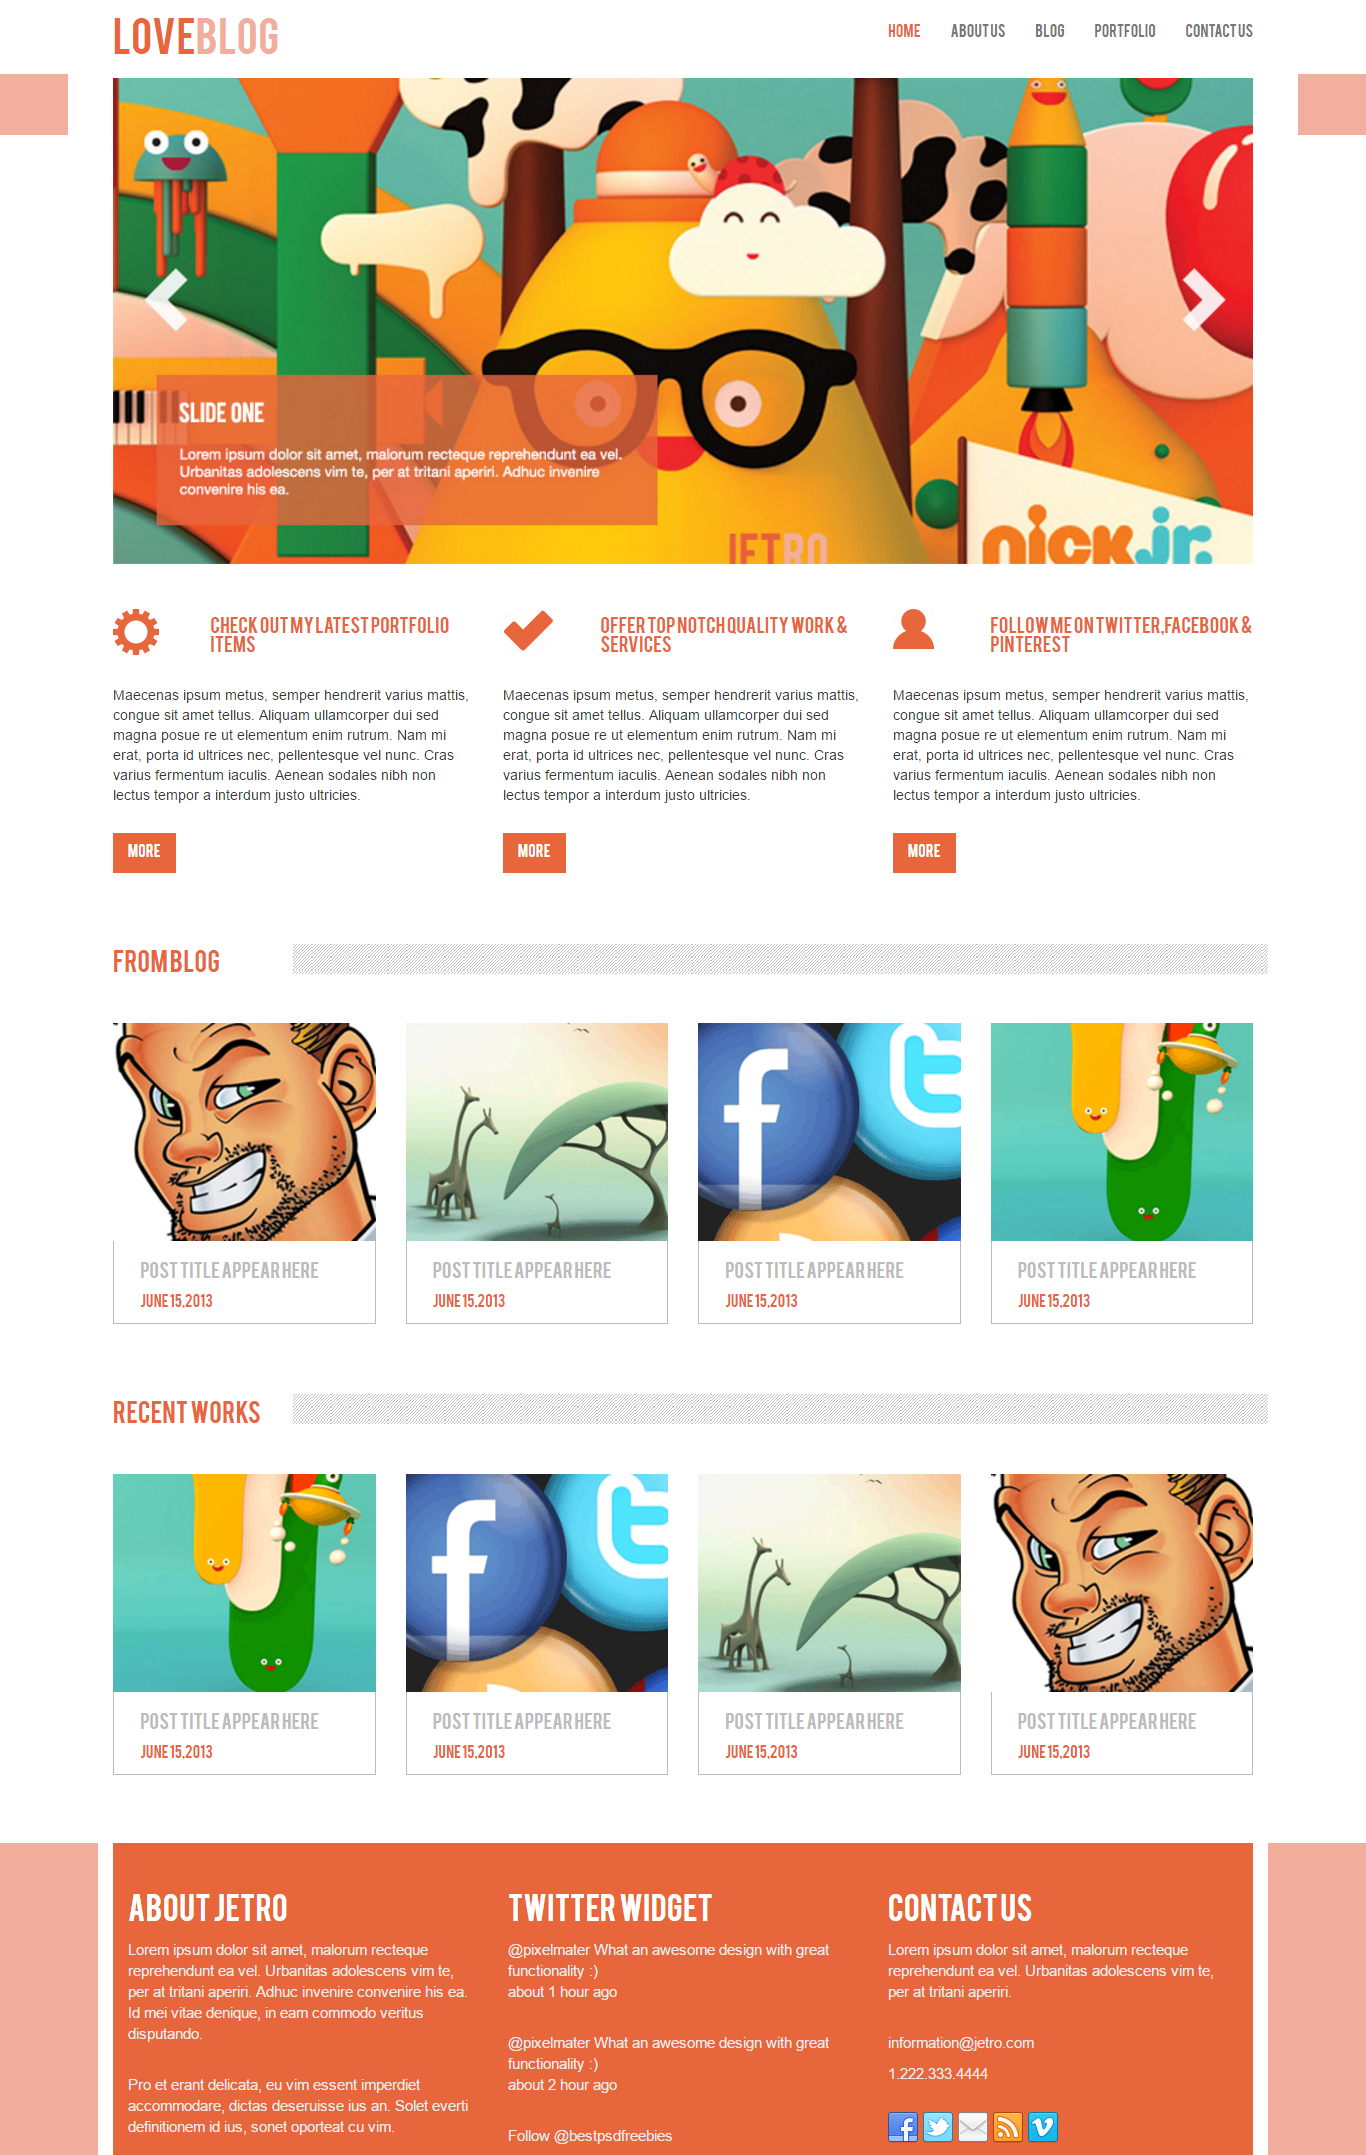 LOVEBLOG
HOME ABOUT US BLOG PORTFOLIO CONTACT US
SLIDE ONE
Lorem ipsum dolor sit amet, malorum recteque reprehendunt ea vel.
Urbanitas adolescens vim te, per at tritani aperiri. Adhuc invenire
convenire his ea.
JETRO
nickjr.
CHECK OUT MY LATEST PORTFOLIO
ITEMS
Maecenas ipsum metus, semper hendrerit varius mattis,
congue sit amet tellus. Aliquam ullamcorper dui sed
magna posue re ut elementum enim rutrum. Nam mi
erat, porta id ultrices nec, pellentesque vel nunc. Cras
varius fermentum iaculis. Aenean sodales nibh non
lectus tempor a interdum justo ultricies.
MORE
OFFER TOP NOTCH QUALITY WORK &
SERVICES
Maecenas ipsum metus, semper hendrerit varius mattis,
congue sit amet tellus. Aliquam ullamcorper dui sed
magna posue re ut elementum enim rutrum. Nam mi
erat, porta id ultrices nec, pellentesque vel nunc. Cras
varius fermentum iaculis. Aenean sodales nibh non
lectus tempor a interdum justo ultricies.
MORE
FOLLOW ME ON TWITTER,FACEBOOK &
PINTEREST
Maecenas ipsum metus, semper hendrerit varius mattis,
congue sit amet tellus. Aliquam ullamcorper dui sed
magna posue re ut elementum enim rutrum. Nam mi
erat, porta id ultrices nec, pellentesque vel nunc. Cras
varius fermentum iaculis. Aenean sodales nibh non
lectus tempor a interdum justo ultricies.
MORE
FROM BLOG
POST TITLE APPEAR HERE
JUNE 15,2013
POST TITLE APPEAR HERE
JUNE 15,2013
POST TITLE APPEAR HERE
JUNE 15,2013
POST TITLE APPEAR HERE
JUNE 15,2013
RECENT WORKS
POST TITLE APPEAR HERE
JUNE 15,2013
POST TITLE APPEAR HERE
JUNE 15,2013
POST TITLE APPEAR HERE
JUNE 15,2013
POST TITLE APPEAR HERE
JUNE 15,2013
ABOUT JETRO
Lorem ipsum dolor sit amet, malorum recteque
reprehendunt ea vel. Urbanitas adolescens vim te,
per at tritani aperiri. Adhuc invenire convenire his ea.
Id mei vitae denique, in eam commodo veritus
disputando.
Pro et erant delicata, eu vim essent imperdiet
accommodare, dictas deseruisse ius an. Solet everti
definitionem id ius, sonet oporteat cu vim.
TWITTER WIDGET
@pixelmater What an awesome design with great
functionality :)
about 1 hour ago
@pixelmater What an awesome design with great
functionality :)
about 2 hour ago
Follow @bestpsdfreebies
CONTACT US
Lorem ipsum dolor sit amet, malorum recteque
reprehendunt ea vel. Urbanitas adolescens vim te,
per at tritani aperiri.
information@jetro.com
1.222.333.4444